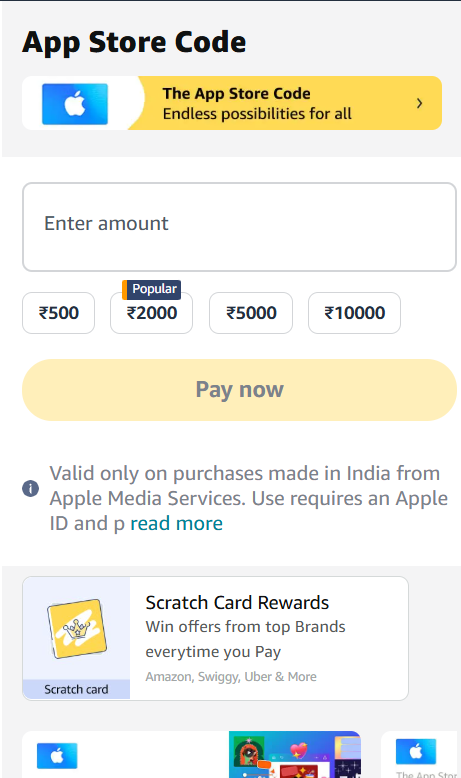 App Store Code
The App Store Code
Endless possibilities for all
Enter amount
Popular
₹500
₹2000
₹5000
₹10000
Pay now
Valid only on purchases made in India from
Apple Media Services. Use requires an Apple
ID and p read more
Scratch Card Rewards
Win offers from top Brands
everytime you Pay
Amazon, Swiggy, Uber & More
Scratch card
The App Stor